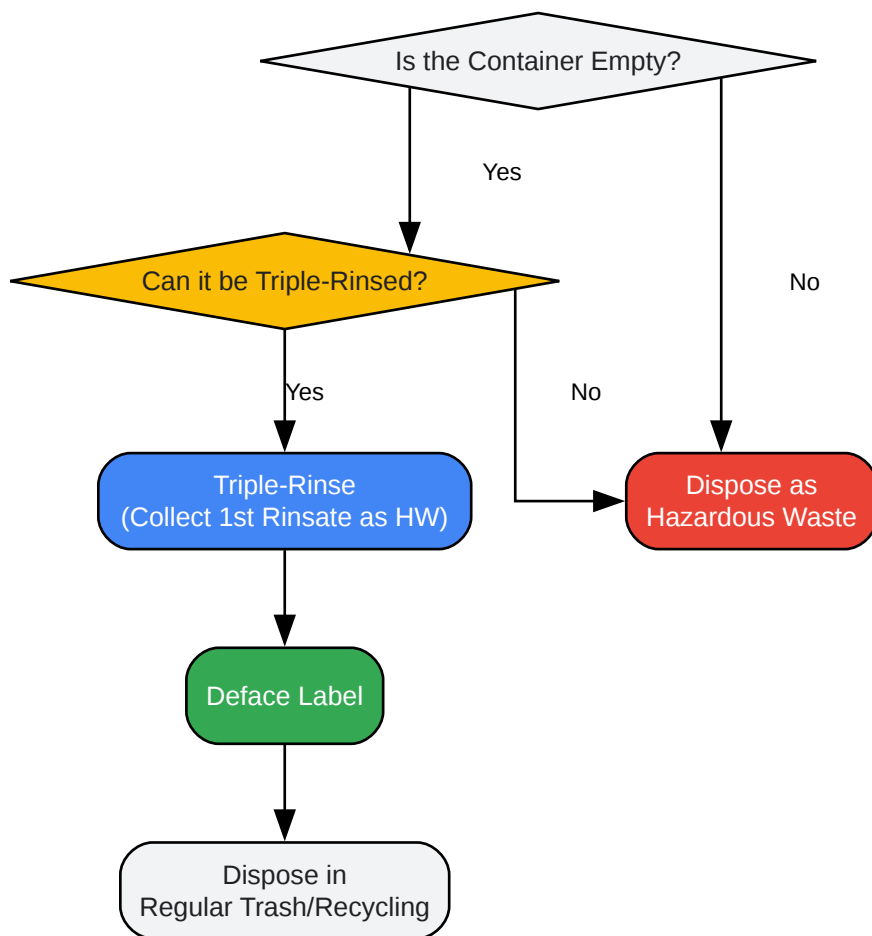 Is the Container Empty?
Yes
Can it be Triple-Rinsed?
No
Yes
No
Triple-Rinse
(Collect 1st Rinsate as HW)
Dispose as
Hazardous Waste
Deface Label
Dispose in
Regular Trash/Recycling